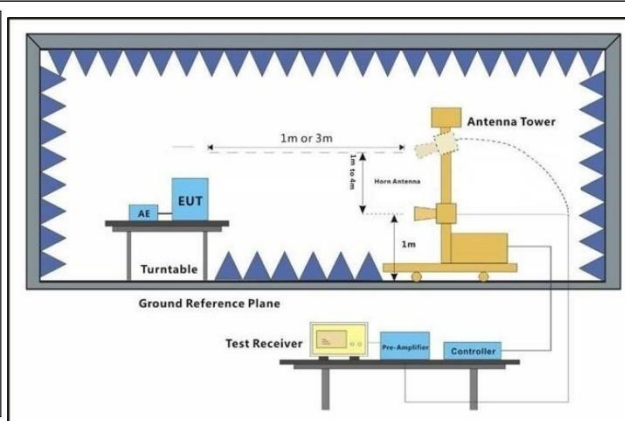 Antenna Tower
1m or 3m
1m to 4m
Horn Antenna
EUT
AE
1m
Turntable
Ground Reference Plane
Test Receiver
Pre-Amplifier
Controller